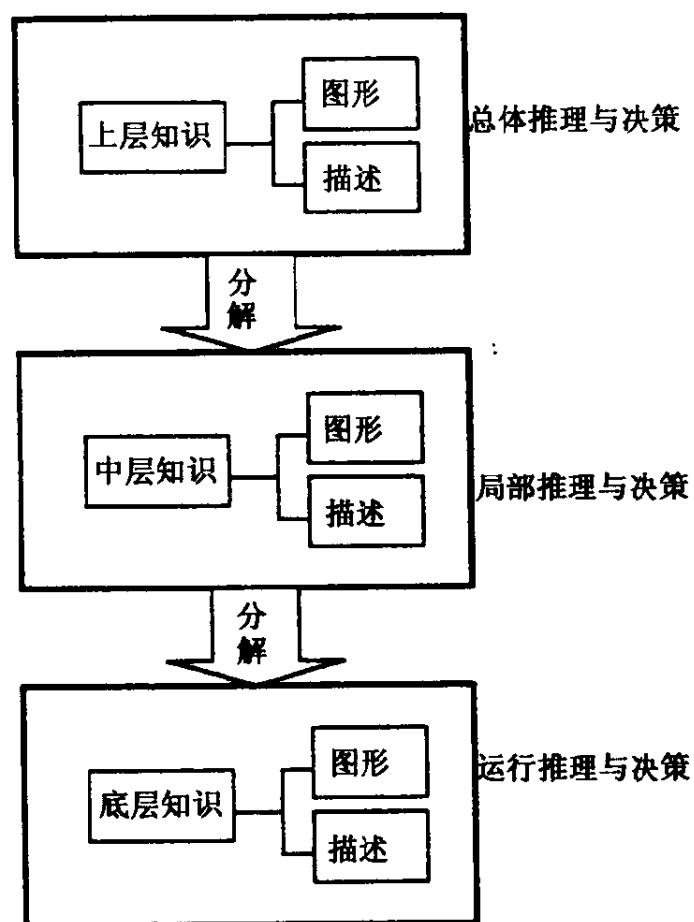 图形
上层知识
描述
总体推理与决策
分
解
图形
中层知识
描述
局部推理与决策
分
解
图形
底层知识
描述
运行推理与决策